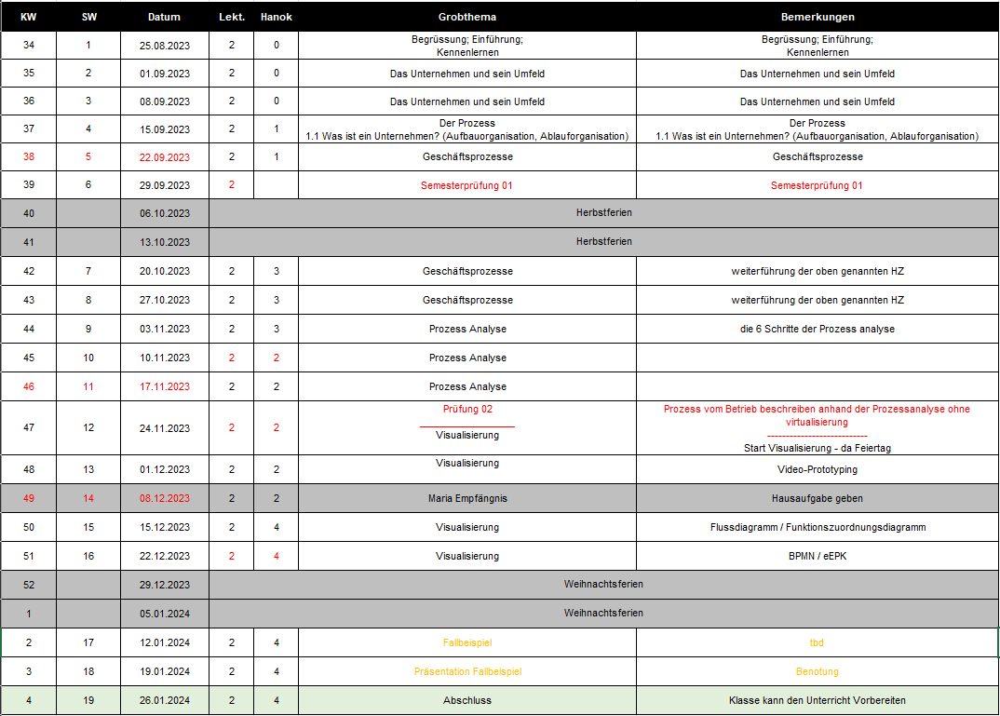 KW SW Datum Lekt. Hanok Grobthema Bemerkungen
34 1 25.08.2023 2 0 Begrüssung; Einführung; Kennenlernen Begrüssung; Einführung; Kennenlernen
35 2 01.09.2023 2 0 Das Unternehmen und sein Umfeld Das Unternehmen und sein Umfeld
36 3 08.09.2023 2 0 Das Unternehmen und sein Umfeld Das Unternehmen und sein Umfeld
37 4 15.09.2023 2 1 Der Prozess 1.1 Was ist ein Unternehmen? (Aufbauorganisation, Ablauforganisation) Der Prozess 1.1 Was ist ein Unternehmen? (Aufbauorganisation, Ablauforganisation)
38 5 22.09.2023 2 1 Geschäftsprozesse Geschäftsprozesse
39 6 29.09.2023 2 Semesterprüfung 01 Semesterprüfung 01
40 06.10.2023 Herbstferien
41 13.10.2023 Herbstferien
42 7 20.10.2023 2 3 Geschäftsprozesse weiterführung der oben genannten HZ
43 8 27.10.2023 2 3 Geschäftsprozesse weiterführung der oben genannten HZ
44 9 03.11.2023 2 3 Prozess Analyse die 6 Schritte der Prozess analyse
45 10 10.11.2023 2 2 Prozess Analyse
46 11 17.11.2023 2 2 Prozess Analyse
47 12 24.11.2023 2 2 Prüfung 02 Visualisierung Prozess vom Betrieb beschreiben anhand der Prozessanalyse ohne virtualisierung --------------------------- Start Visualisierung - da Feiertag
48 13 01.12.2023 2 2 Visualisierung Video-Prototyping
49 14 08.12.2023 2 2 Maria Empfängnis Hausaufgabe geben
50 15 15.12.2023 2 4 Visualisierung Flussdiagramm / Funktionszuordnungsdiagramm
51 16 22.12.2023 2 4 Visualisierung BPMN / eEPK
52 29.12.2023 Weihnachtsferien
1 05.01.2024 Weihnachtsferien
2 17 12.01.2024 2 4 Fallbeispiel tbd
3 18 19.01.2024 2 4 Präsentation Fallbeispiel Benotung
4 19 26.01.2024 2 4 Abschluss Klasse kann den Unterricht Vorbereiten